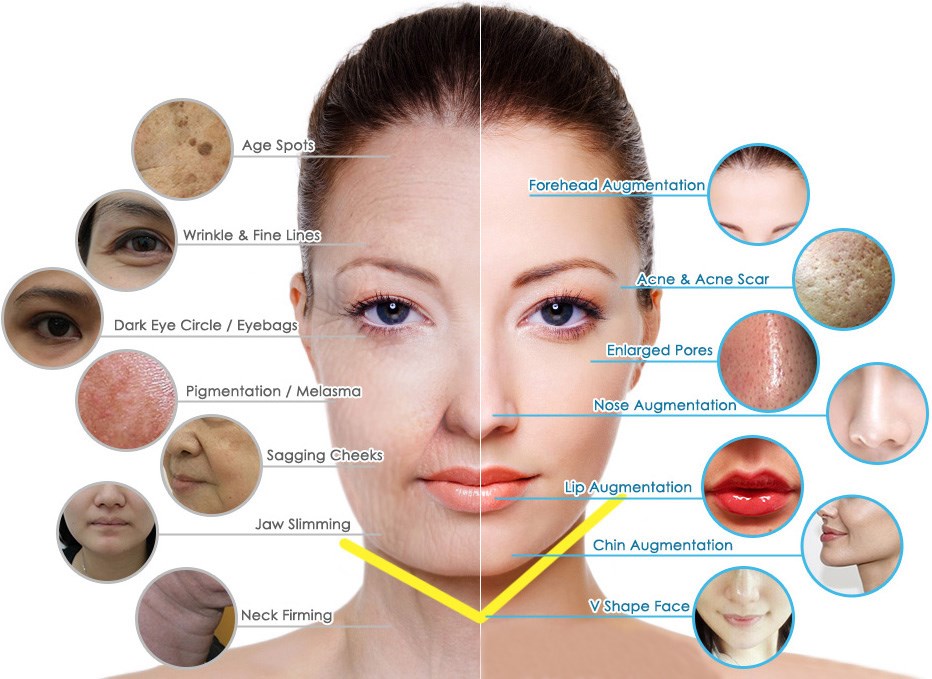 Age Spots
Wrinkle & Fine Lines
Dark Eye Circle / Eyebags
Pigmentation / Melasma
Sagging Cheeks
Jaw Slimming
Neck Firming
Forehead Augmentation
Acne & Acne Scar
Enlarged Pores
Nose Augmentation
Lip Augmentation
Chin Augmentation
V Shape Face